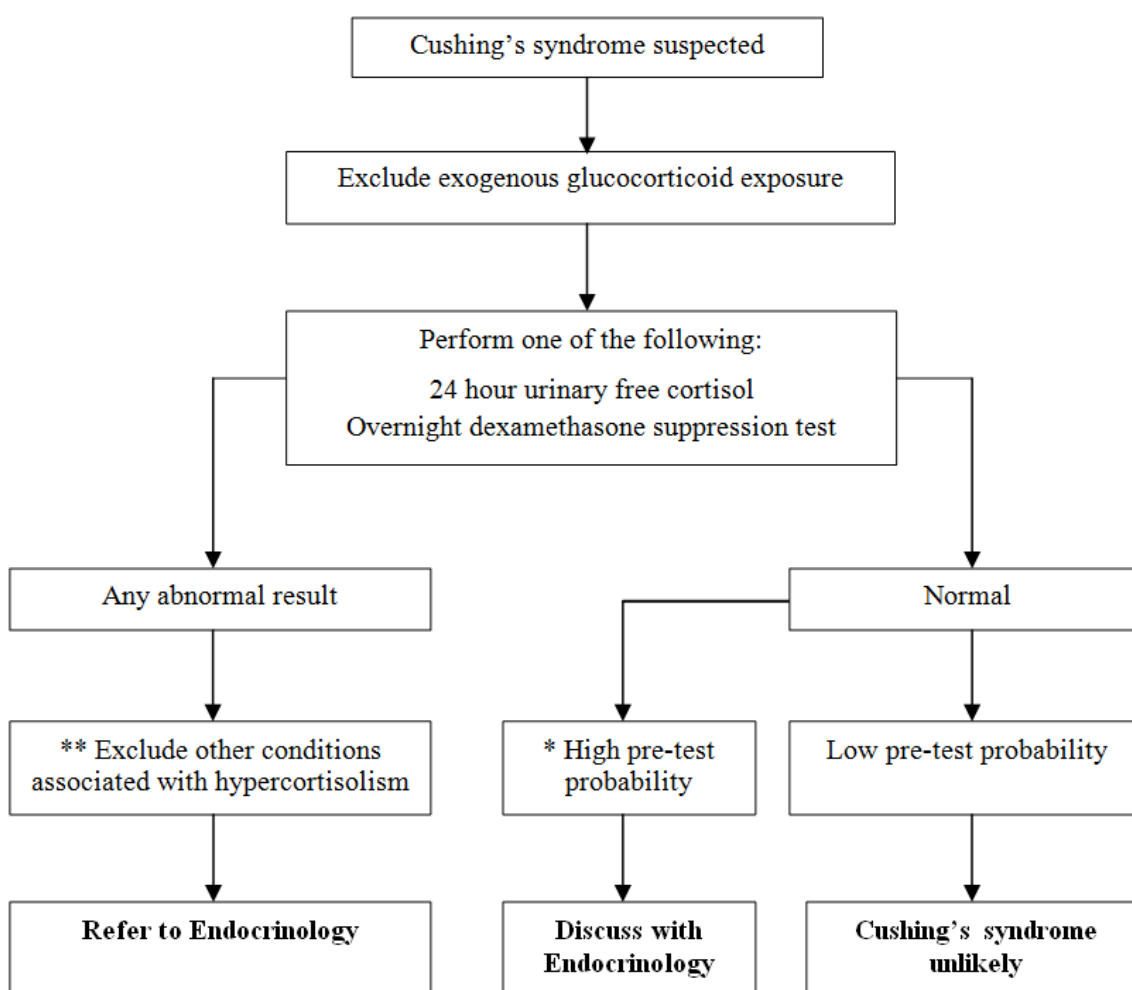 Cushing’s syndrome suspected
Exclude exogenous glucocorticoid exposure
Perform one of the following:
24 hour urinary free cortisol
Overnight dexamethasone suppression test
Any abnormal result
Normal
** Exclude other conditions
associated with hypercortisolism
* High pre-test
probability
Low pre-test probability
Refer to Endocrinology
Discuss with
Endocrinology
Cushing’s syndrome
unlikely